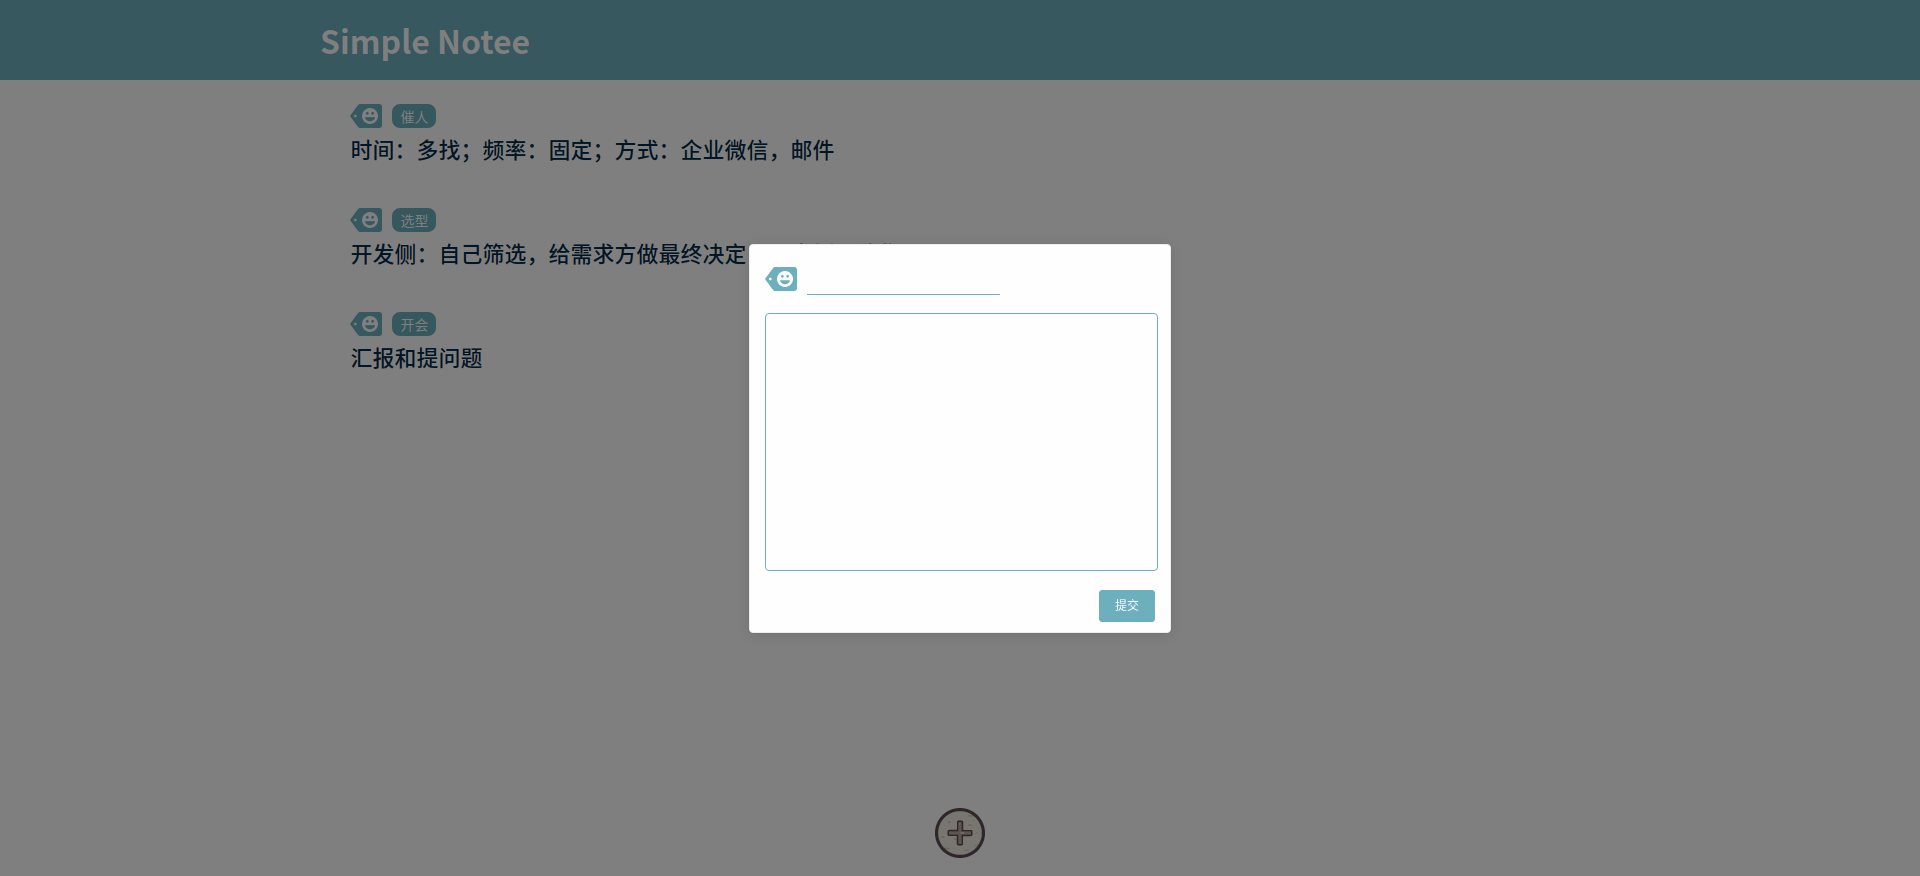 Simple Notee
催人
时间：多找；频率：固定；方式：企业微信，邮件
选型
开发侧：自己筛选，给需求方做最终决定
开会
汇报和提问题
提交